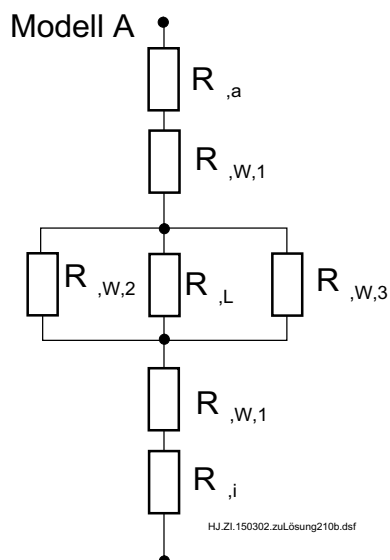 Modell A
R ,a
R ,W,1
R ,W,2
R ,L
R ,W,3
R ,W,1
R ,i
HJ.ZI.150302.zuLösung210b.dsf